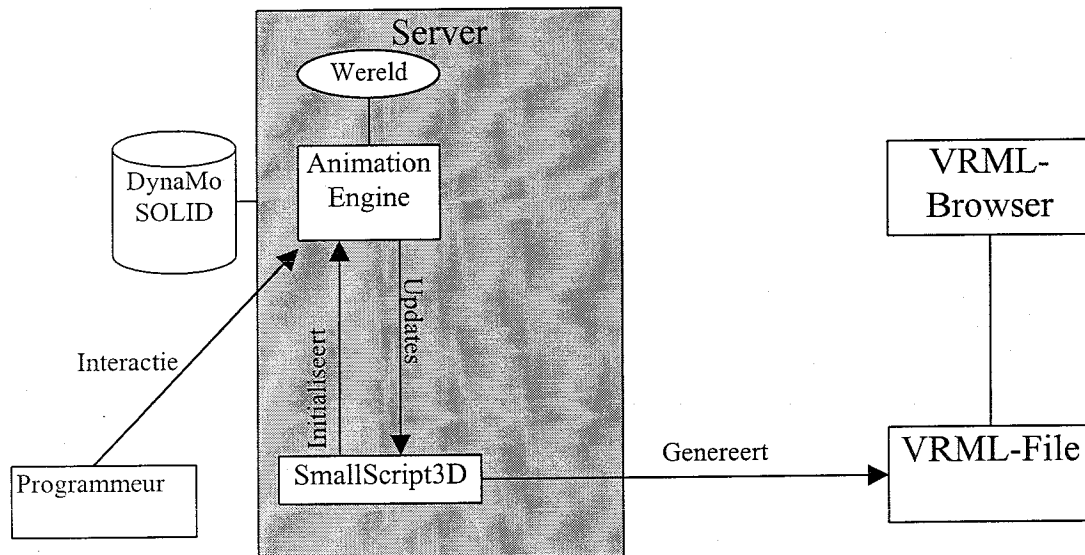 Server
Wereld
Animation
Engine
DynaMo
SOLID
VRML-
Browser
Updates
Initialiseert
Interactie
Genereert
SmallScript3D
VRML-File
Programmeur